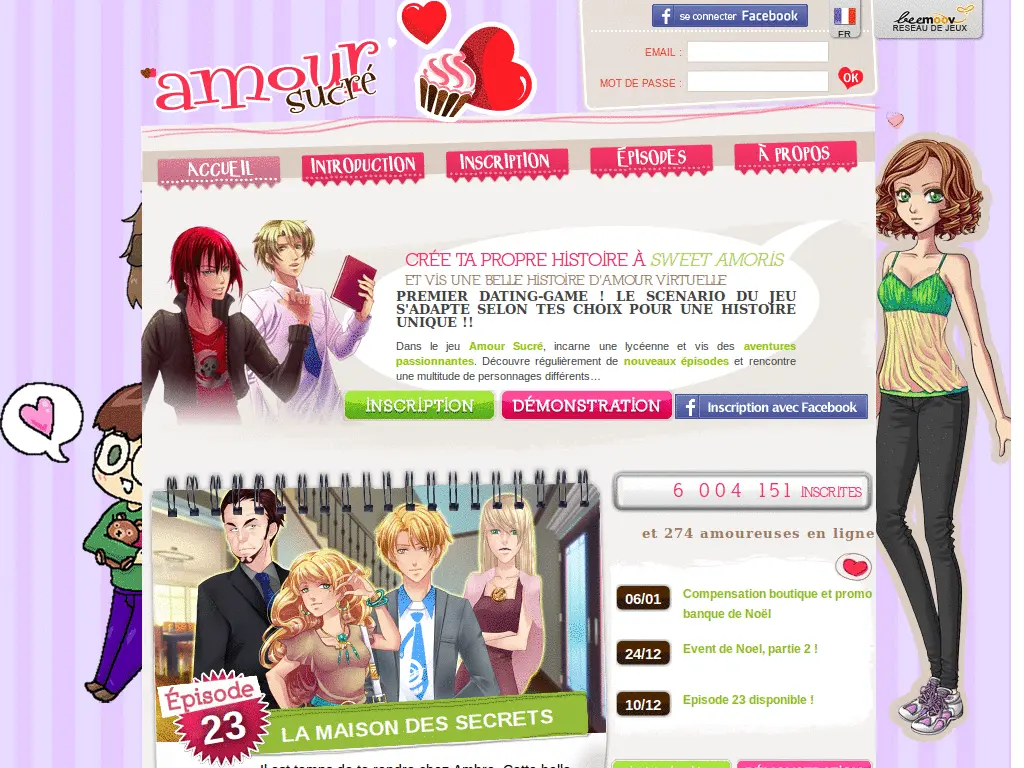 se connecter Facebook
FR
beemoov
RESEAU DE JEUX
EMAIL :
MOT DE PASSE :
OK
amour
sucré
ACCUEIL
INTRODUCTION
INSCRIPTION
ÉPISODES
À PROPOS
CRÉE TA PROPRE HISTOIRE À SWEET AMORIS
ET VIS UNE BELLE HISTOIRE D'AMOUR VIRTUELLE
PREMIER DATING-GAME ! LE SCENARIO DU JEU
S'ADAPTE SELON TES CHOIX POUR UNE HISTOIRE
UNIQUE !!
Dans le jeu Amour Sucré, incarne une lycéenne et vis des aventures
passionnantes. Découvre régulièrement de nouveaux épisodes et rencontre
une multitude de personnages différents...
INSCRIPTION
DÉMONSTRATION
Inscription avec Facebook
6 004 151 INSCRITES
et 274 amoureuses en ligne
06/01
Compensation boutique et promo
banque de Noël
24/12
Event de Noel, partie 2 !
10/12
Episode 23 disponible !
Épisode
23
LA MAISON DES SECRETS